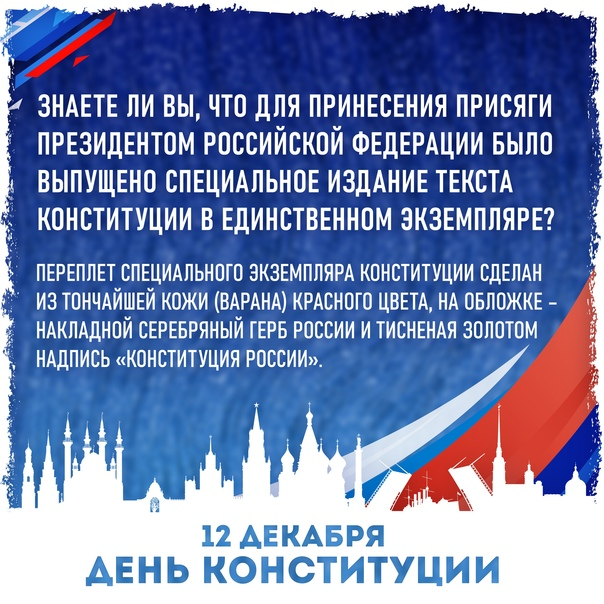 ЗНАЕТЕ ЛИ ВЫ, ЧТО ДЛЯ ПРИНЕСЕНИЯ ПРИСЯГИ
ПРЕЗИДЕНТОМ РОССИЙСКОЙ ФЕДЕРАЦИИ БЫЛО
ВЫПУЩЕНО СПЕЦИАЛЬНОЕ ИЗДАНИЕ ТЕКСТА
КОНСТИТУЦИИ В ЕДИНСТВЕННОМ ЭКЗЕМПЛЯРЕ?
ПЕРЕПЛЕТ СПЕЦИАЛЬНОГО ЭКЗЕМПЛЯРА КОНСТИТУЦИИ СДЕЛАН
ИЗ ТОНЧАЙШЕЙ КОЖИ (ВАРАНА) КРАСНОГО ЦВЕТА, НА ОБЛОЖКЕ –
НАКЛАДНОЙ СЕРЕБРЯНЫЙ ГЕРБ РОССИИ И ТИСНЕНАЯ ЗОЛОТОМ
НАДПИСЬ «КОНСТИТУЦИЯ РОССИИ».
12 ДЕКАБРЯ
ДЕНЬ КОНСТИТУЦИИ